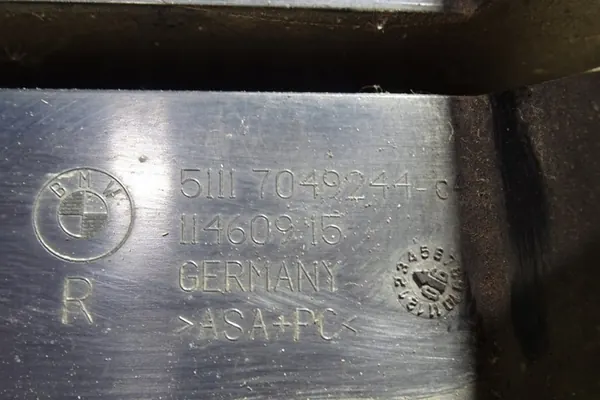 BMW
5111 7049244-
114609-15
GERMANY
R
>ASA+PC<